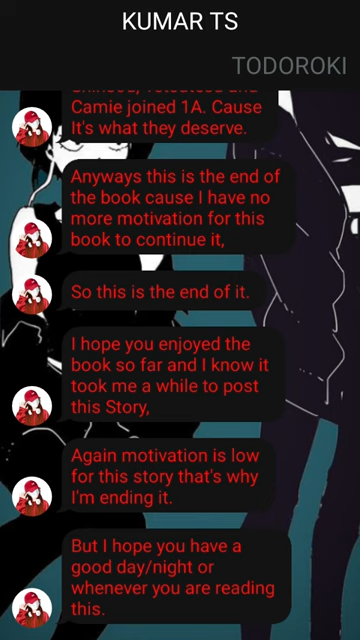 KUMAR TS
TODOROKI
Camie joined 1A. Cause
It's what they deserve.
Anyways this is the end of
the book cause I have no
more motivation for this
book to continue it,
So this is the end of it.
I hope you enjoyed the
book so far and I know it
took me a while to post
this Story,
Again motivation is low
for this story that's why
I'm ending it.
But I hope you have a
good day/night or
whenever you are reading
this.